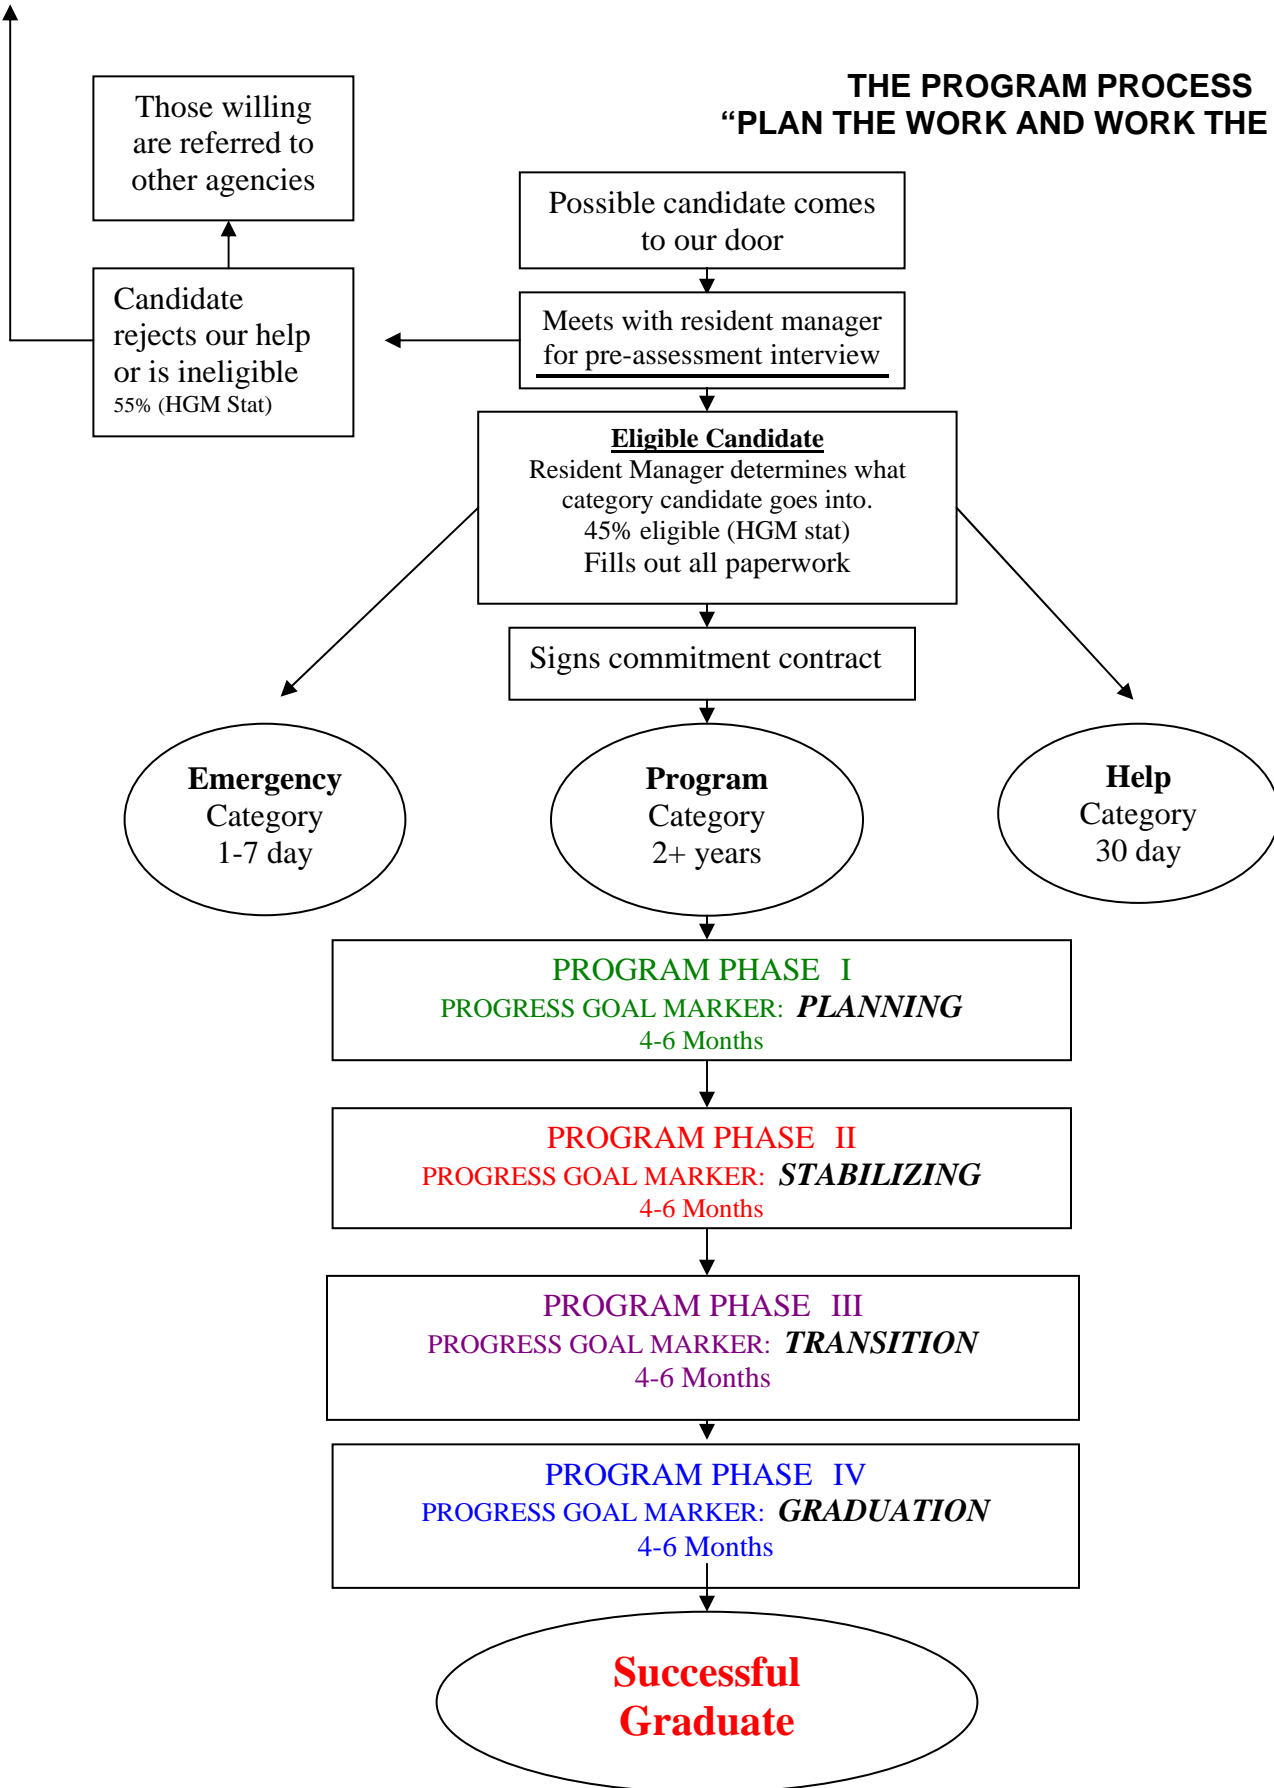 THE PROGRAM PROCESS
“PLAN THE WORK AND WORK THE
Those willing
are referred to
other agencies
Possible candidate comes
to our door
Candidate
rejects our help
or is ineligible
55% (HGM Stat)
Meets with resident manager
for pre-assessment interview
Eligible Candidate
Resident Manager determines what
category candidate goes into.
45% eligible (HGM stat)
Fills out all paperwork
Signs commitment contract
Emergency
Category
1-7 day
Program
Category
2+ years
Help
Category
30 day
PROGRAM PHASE I
PROGRESS GOAL MARKER: PLANNING
4-6 Months
PROGRAM PHASE II
PROGRESS GOAL MARKER: STABILIZING
4-6 Months
PROGRAM PHASE III
PROGRESS GOAL MARKER: TRANSITION
4-6 Months
PROGRAM PHASE IV
PROGRESS GOAL MARKER: GRADUATION
4-6 Months
Successful
Graduate